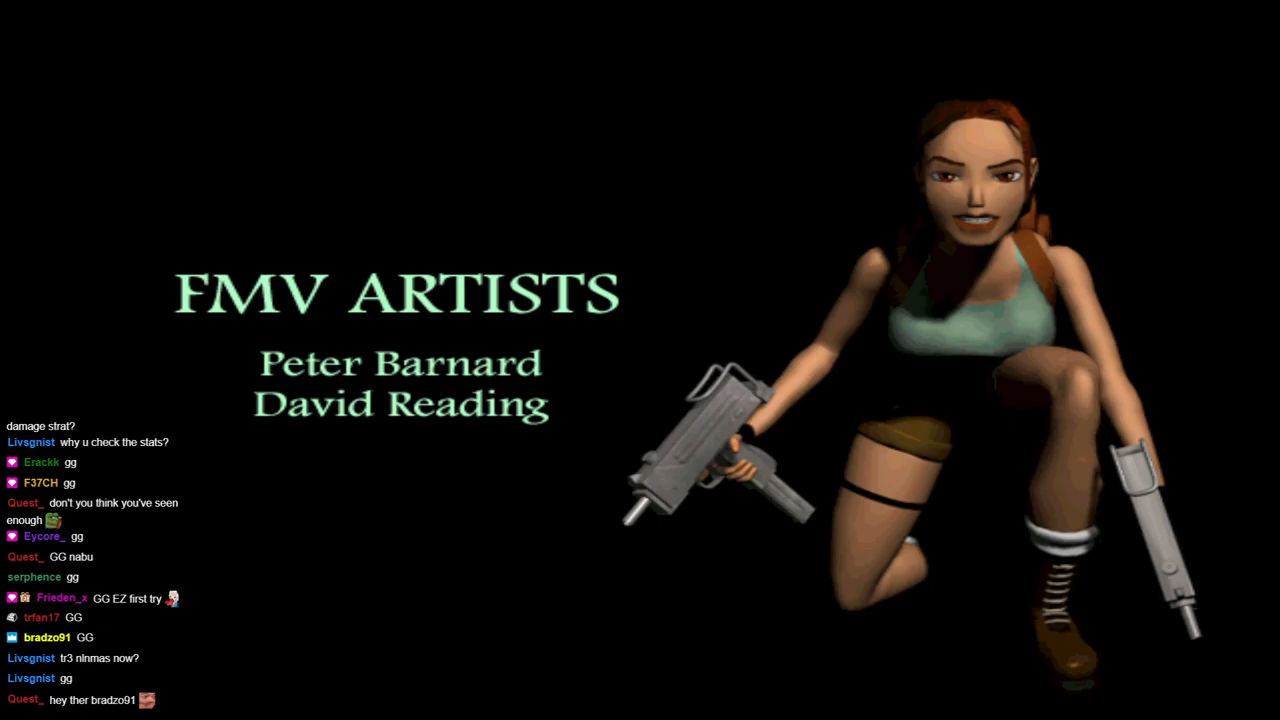 FMV ARTISTS
Peter Barnard
David Reading
damage strat?
Livsgnist why u check the stats?
Erackk gg
F37CH gg
Quest_ don't you think you've seen
enough
Eycore_ gg
Quest_ GG nabu
serphence gg
Frieden_x GG EZ first try
trfan17 GG
bradzo91 GG
Livsgnist tr3 nlnmas now?
Livsgnist gg
Quest_ hey ther bradzo91